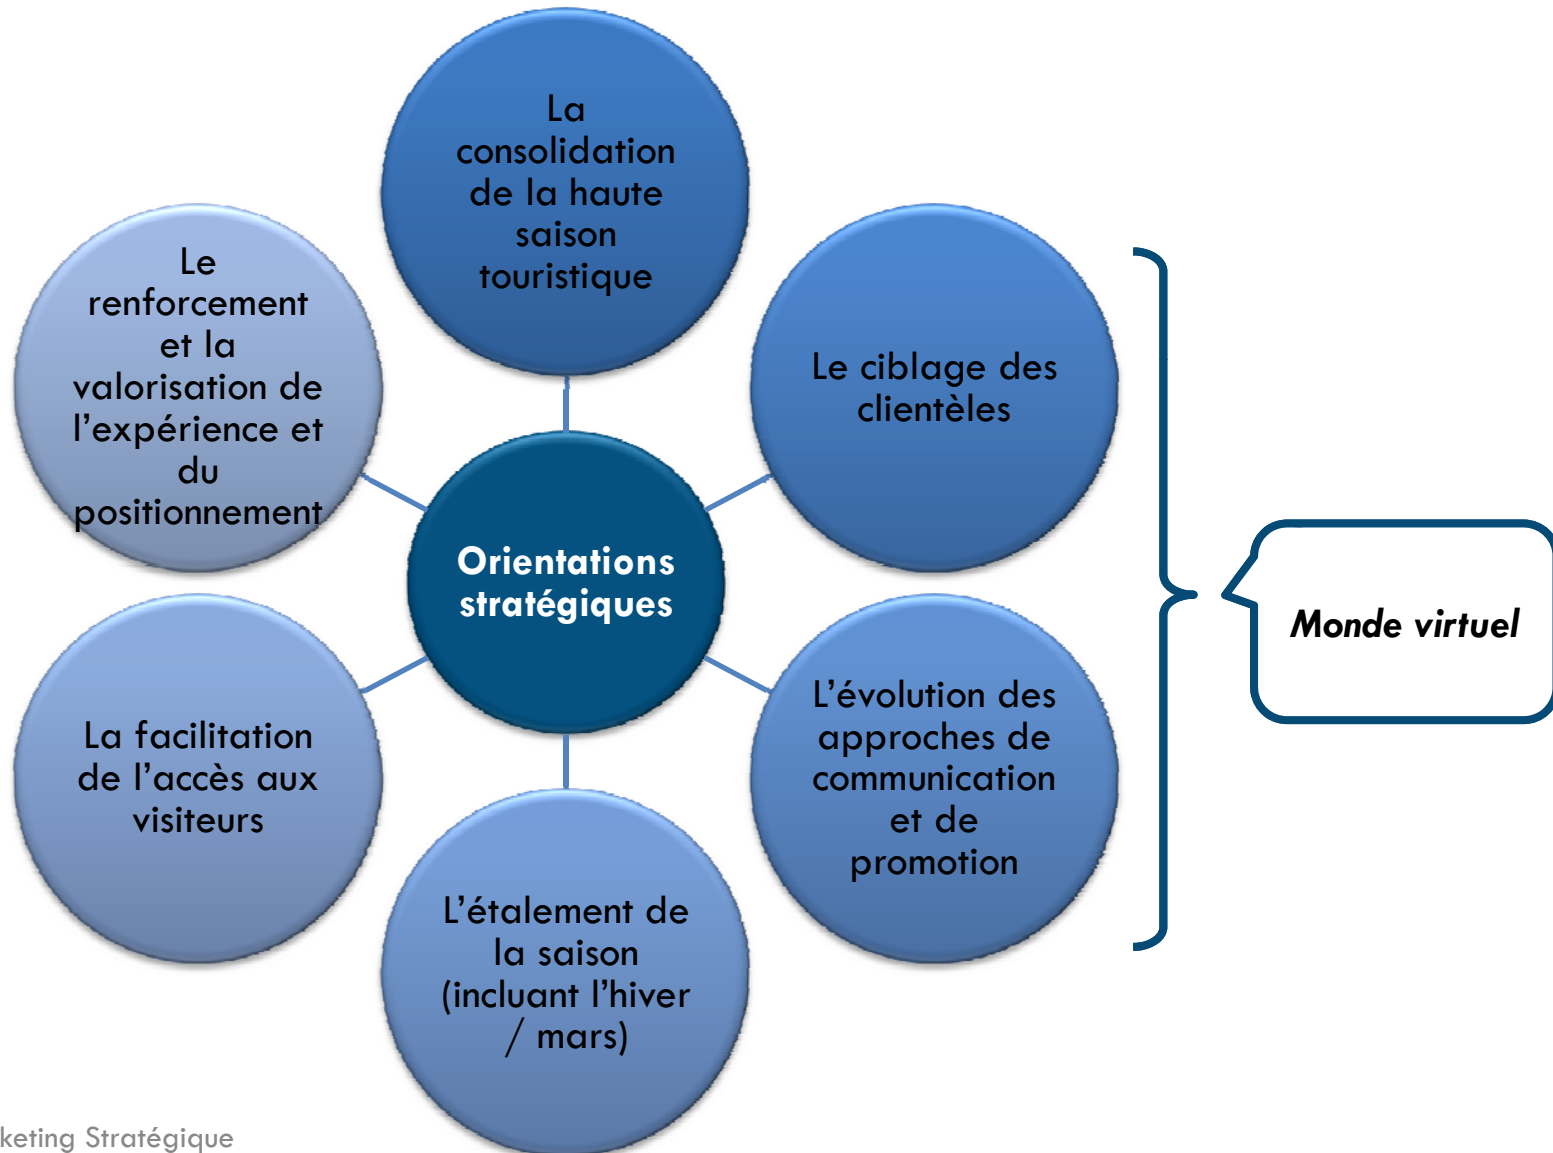 La
consolidation
de la haute
saison
touristique
Le ciblage des
clientèles
L'évolution des
approches de
communication
et de
promotion
L'étalement de
la saison
(incluant l'hiver
/ mars)
La facilitation
de l'accès aux
visiteurs
Le
renforcement
et la
valorisation de
l'expérience et
du
positionnement
Orientations
stratégiques
Monde virtuel
keting Stratégique